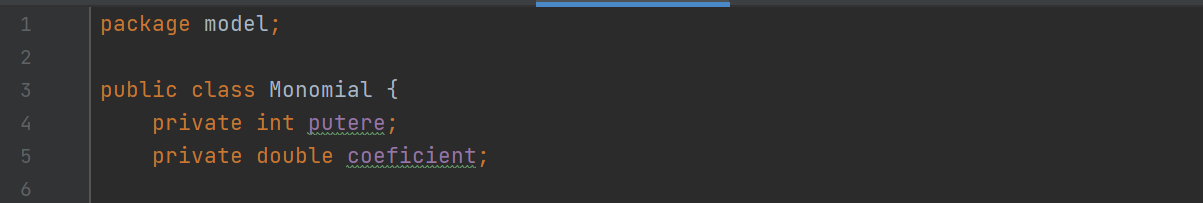 1 package model;
2
3 public class Monomial {
4     private int putere;
5     private double coeficient;
6